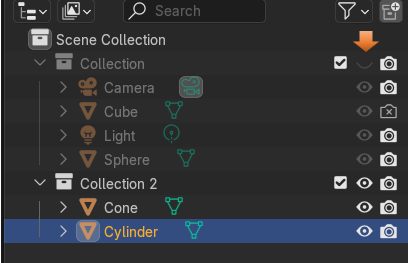 Search
Scene Collection
Collection
Camera
Cube
Light
Sphere
Collection 2
Cone
Cylinder